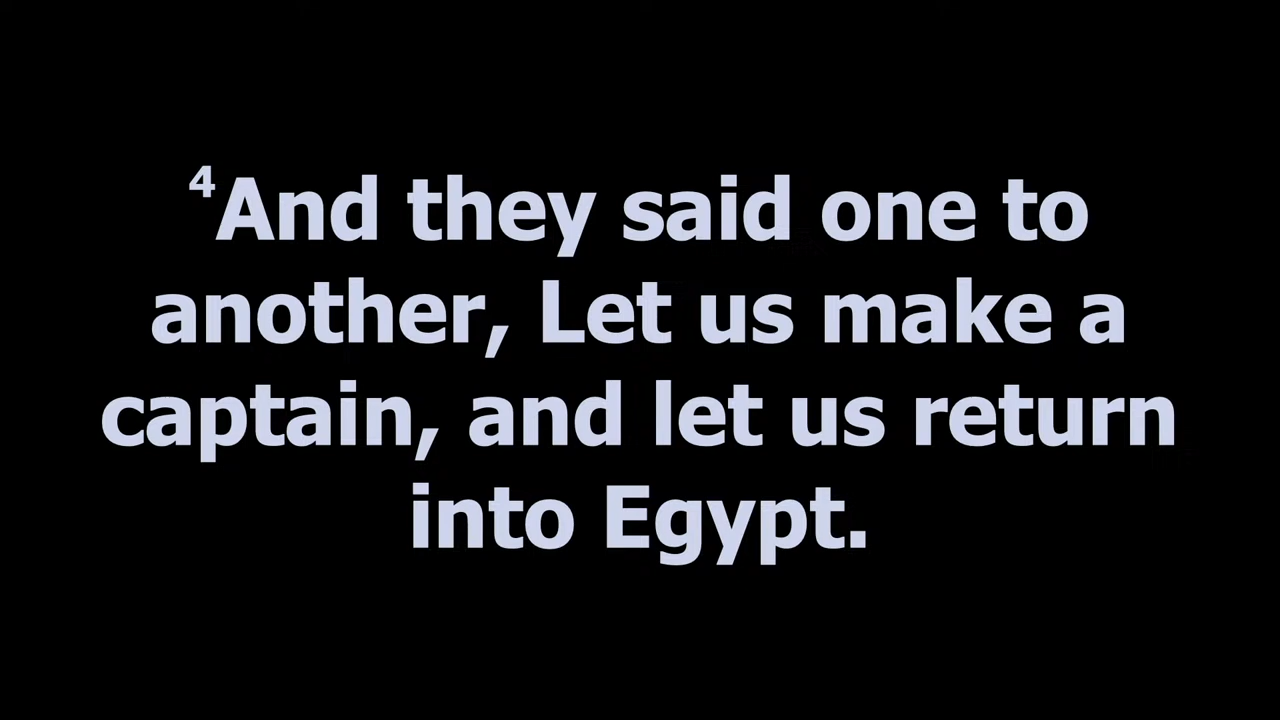 ⁴And they said one to
another, Let us make a
captain, and let us return
into Egypt.